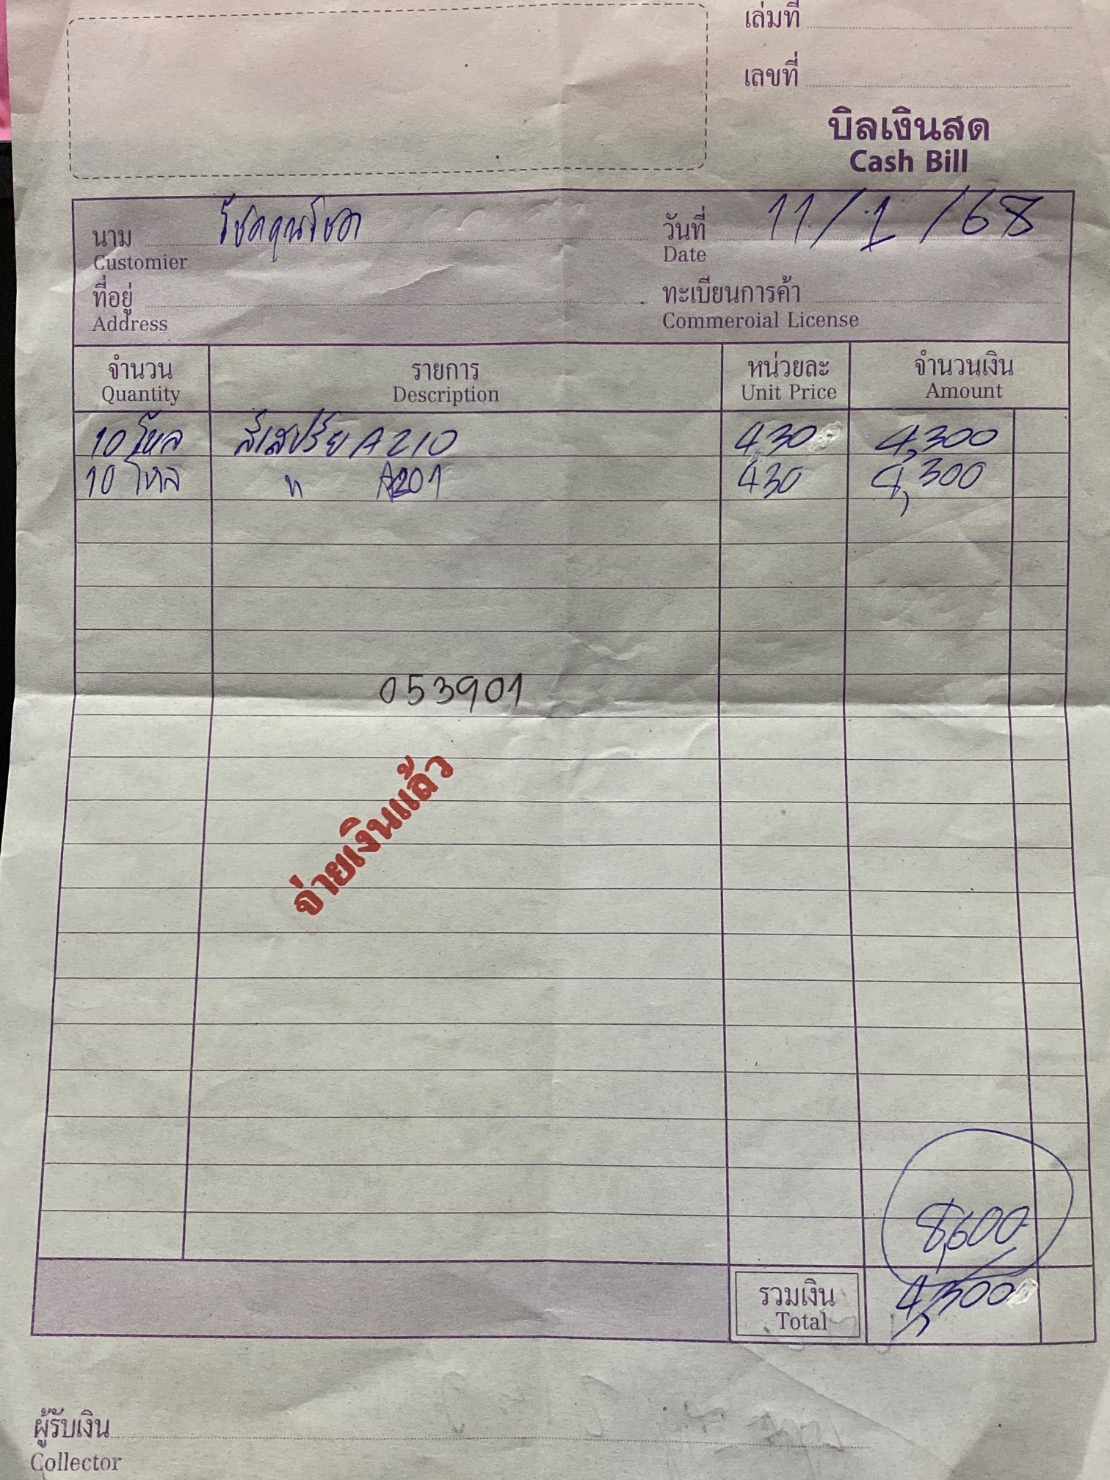 เล่มที่
เลขที่
บิลเงินสด
Cash Bill
นาม โชคคุณโชค วันที่ 11/1/68
Customier Date
ที่อยู่ ทะเบียนการค้า
Address Commeroial License
จำนวน รายการ หน่วยละ จำนวนเงิน
Quantity Description Unit Price Amount
10 โหล สีสเปรย์ A210 430 4,300
10 โหล " A201 430 4,300
053901
จ่ายเงินแล้ว
8,600
รวมเงิน 4,300
Total
ผู้รับเงิน
Collector